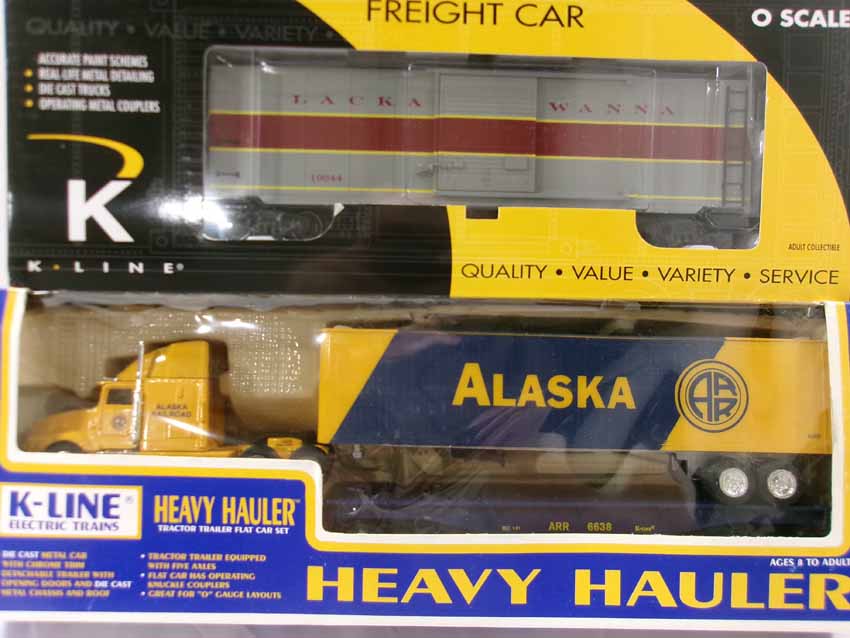 FREIGHT CAR
O SCALE
QUALITY • VALUE • VARIETY •
ACCURATE PAINT SCHEMES
• REAL-LIFE METAL DETAILING
• DIE CAST TRUCKS
• OPERATING METAL COUPLERS
LACKA WANNA
10044
K
K·LINE®
ADULT COLLECTIBLE
QUALITY • VALUE • VARIETY • SERVICE
ALASKA
RAILROAD
ALASKA
ARR
K-LINE®
ELECTRIC TRAINS
HEAVY HAULER™
TRACTOR TRAILER FLAT CAR SET
ARR 6638
DIE CAST METAL CAB
WITH CHROME TRIM
DETACHABLE TRAILER WITH
OPENING DOORS AND DIE CAST
METAL CHASSIS AND ROOF
• TRACTOR TRAILER EQUIPPED
WITH FIVE AXLES
• FLAT CAR HAS OPERATING
KNUCKLE COUPLERS
• GREAT FOR "O" GAUGE LAYOUTS
AGES 8 TO ADULT
HEAVY HAULER